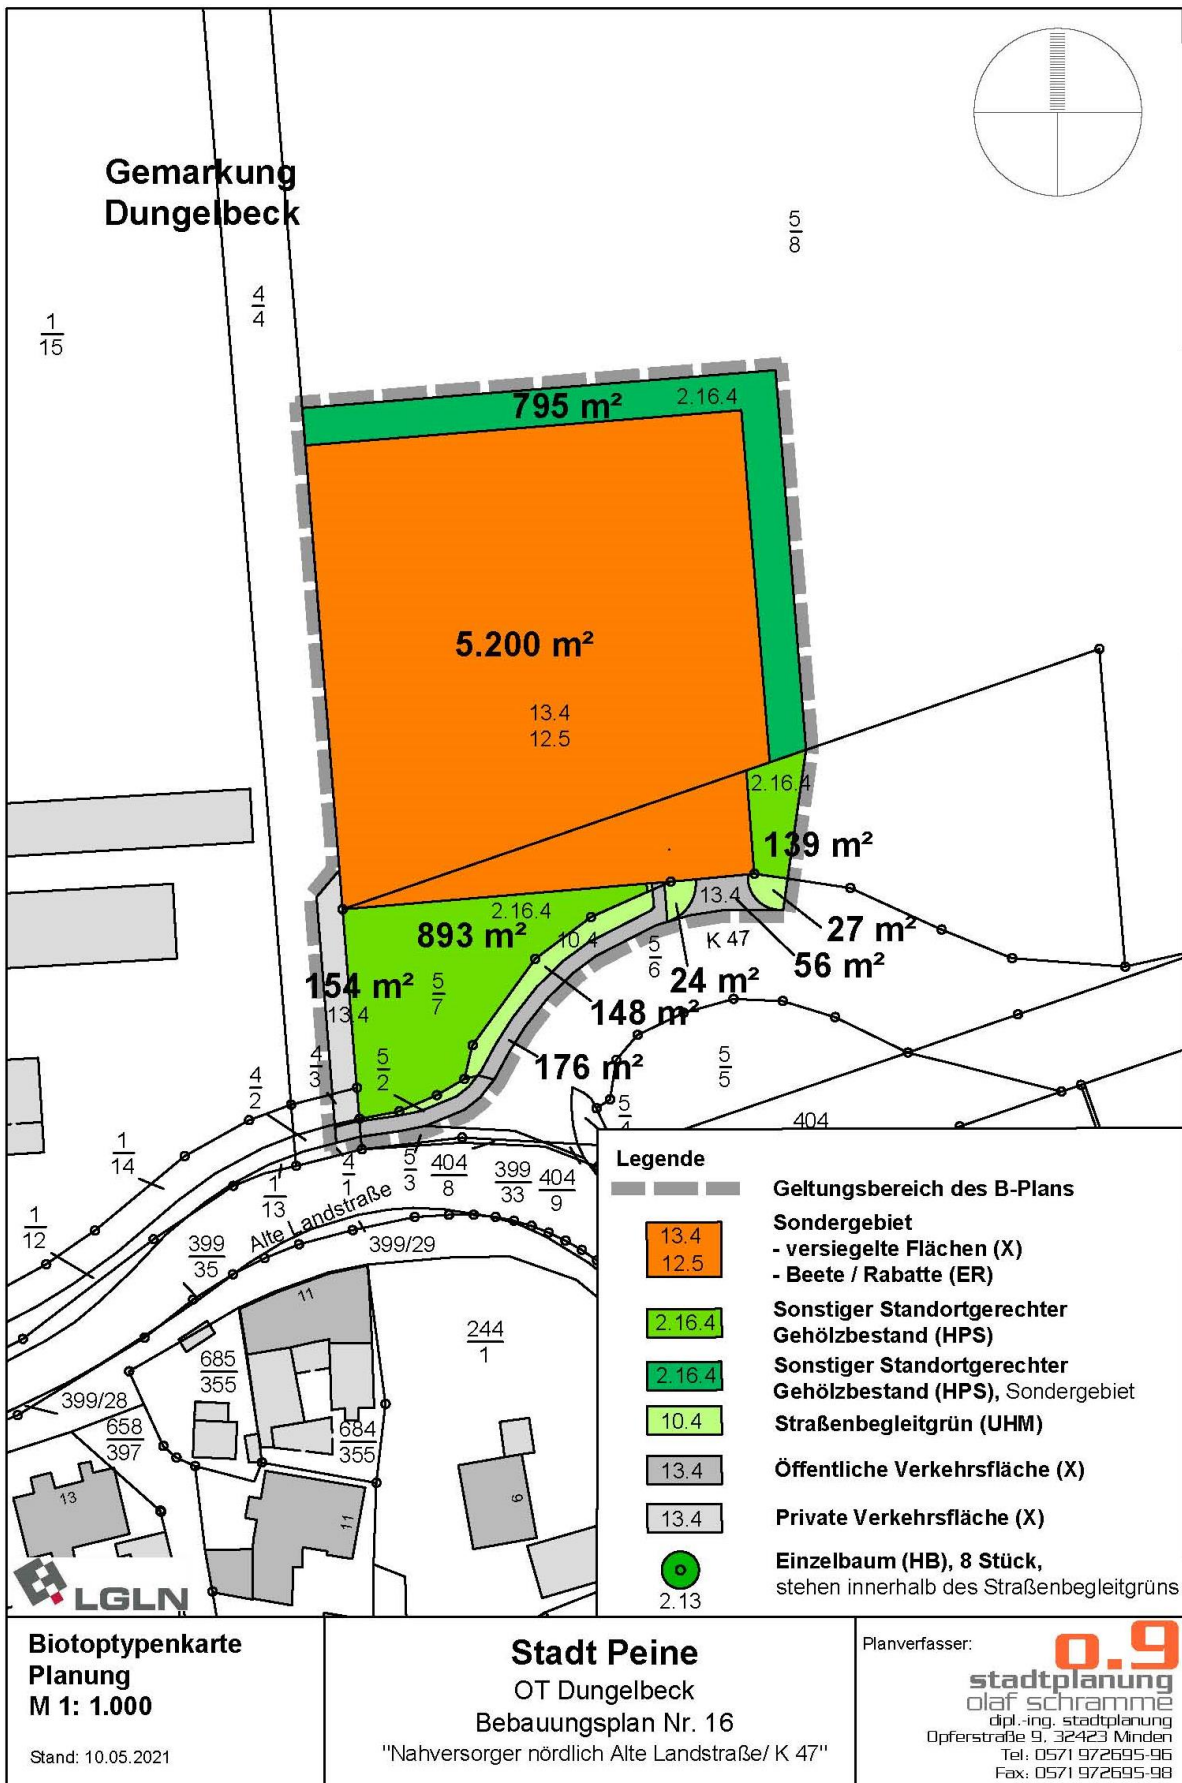 Gemarkung
Dungelbeck
5
8
4
4
1
15
795 m²
2.16.4
5.200 m²
13.4
12.5
2.16.4
139 m²
2.16.4
893 m²
10.4
13.4
27 m²
K 47
56 m²
5
6
24 m²
154 m²
13.4
5
7
148 m²
176 m²
4
3
5
2
5
5
4
2
5
404
1
14
4
1
5
3
404
8
399
33
404
9
1
13
1
12
Alte Landstraße
399
35
399/29
11
244
1
685
355
399/28
658
397
684
355
13
11
6
Legende
Geltungsbereich des B-Plans
13.4
12.5
Sondergebiet
- versiegelte Flächen (X)
- Beete / Rabatte (ER)
2.16.4
Sonstiger Standortgerechter
Gehölzbestand (HPS)
2.16.4
Sonstiger Standortgerechter
Gehölzbestand (HPS), Sondergebiet
10.4
Straßenbegleitgrün (UHM)
13.4
Öffentliche Verkehrsfläche (X)
13.4
Private Verkehrsfläche (X)
2.13
Einzelbaum (HB), 8 Stück,
stehen innerhalb des Straßenbegleitgrüns
LGLN
Biotoptypenkarte
Planung
M 1: 1.000
Stand: 10.05.2021
Stadt Peine
OT Dungelbeck
Bebauungsplan Nr. 16
"Nahversorger nördlich Alte Landstraße/ K 47"
Planverfasser:
o.9
stadtplanung
olaf schramme
dipl.-ing. stadtplanung
Opferstraße 9, 32423 Minden
Tel: 0571 972695-96
Fax: 0571 972695-98